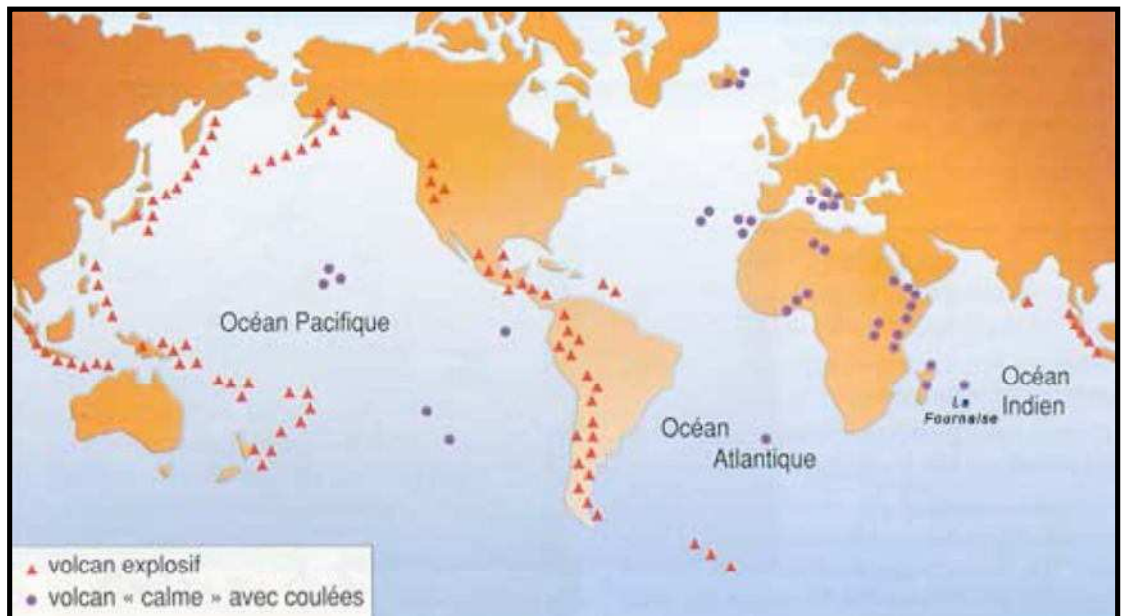 Océan Pacifique
Océan
Atlantique
Océan
Indien
La
Fournaise
volcan explosif
volcan « calme » avec coulées